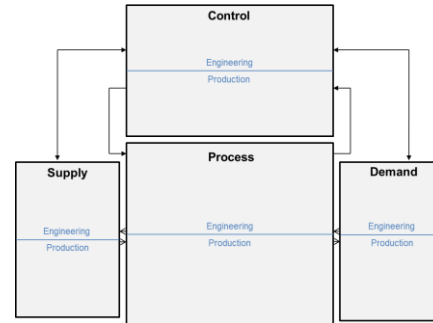 Control
Engineering
Production
Process
Supply
Demand
Engineering
Production
Engineering
Production
Engineering
Production